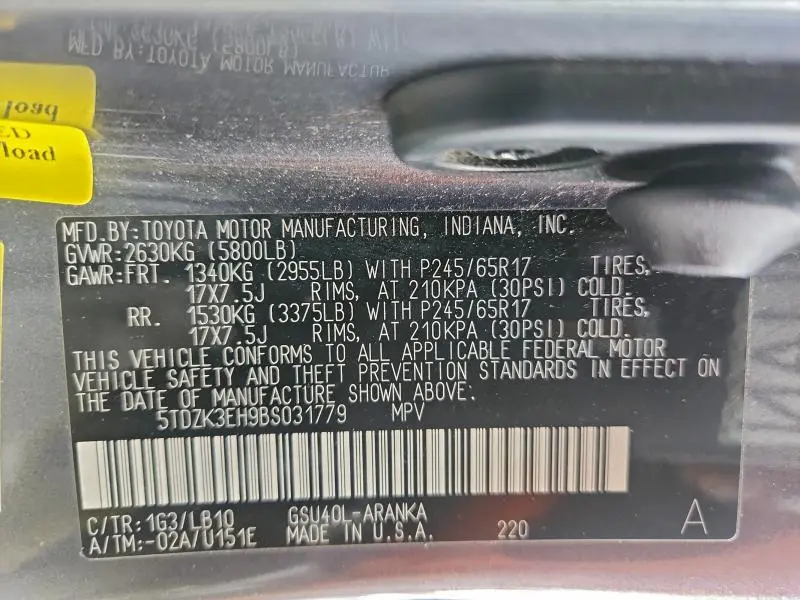 load
ED
load
MFD.BY:TOYOTA MOTOR MANUFACTURING, INDIANA, INC.
GVWR:2630KG (5800LB)
GAWR:FRT. 1340KG (2955LB) WITH P245/65R17 TIRES,
17X7.5J RIMS, AT 210KPA (30PSI) COLD.
RR. 1530KG (3375LB) WITH P245/65R17 TIRES,
17X7.5J RIMS, AT 210KPA (30PSI) COLD.
THIS VEHICLE CONFORMS TO ALL APPLICABLE FEDERAL MOTOR
VEHICLE SAFETY AND THEFT PREVENTION STANDARDS IN EFFECT ON
THE DATE OF MANUFACTURE SHOWN ABOVE.
5TDZK3EH9BS031779 MPV
C/TR:1G3/LB10 GSU40L-ARANKA
A/TM:-02A/U151E MADE IN U.S.A. 220 A